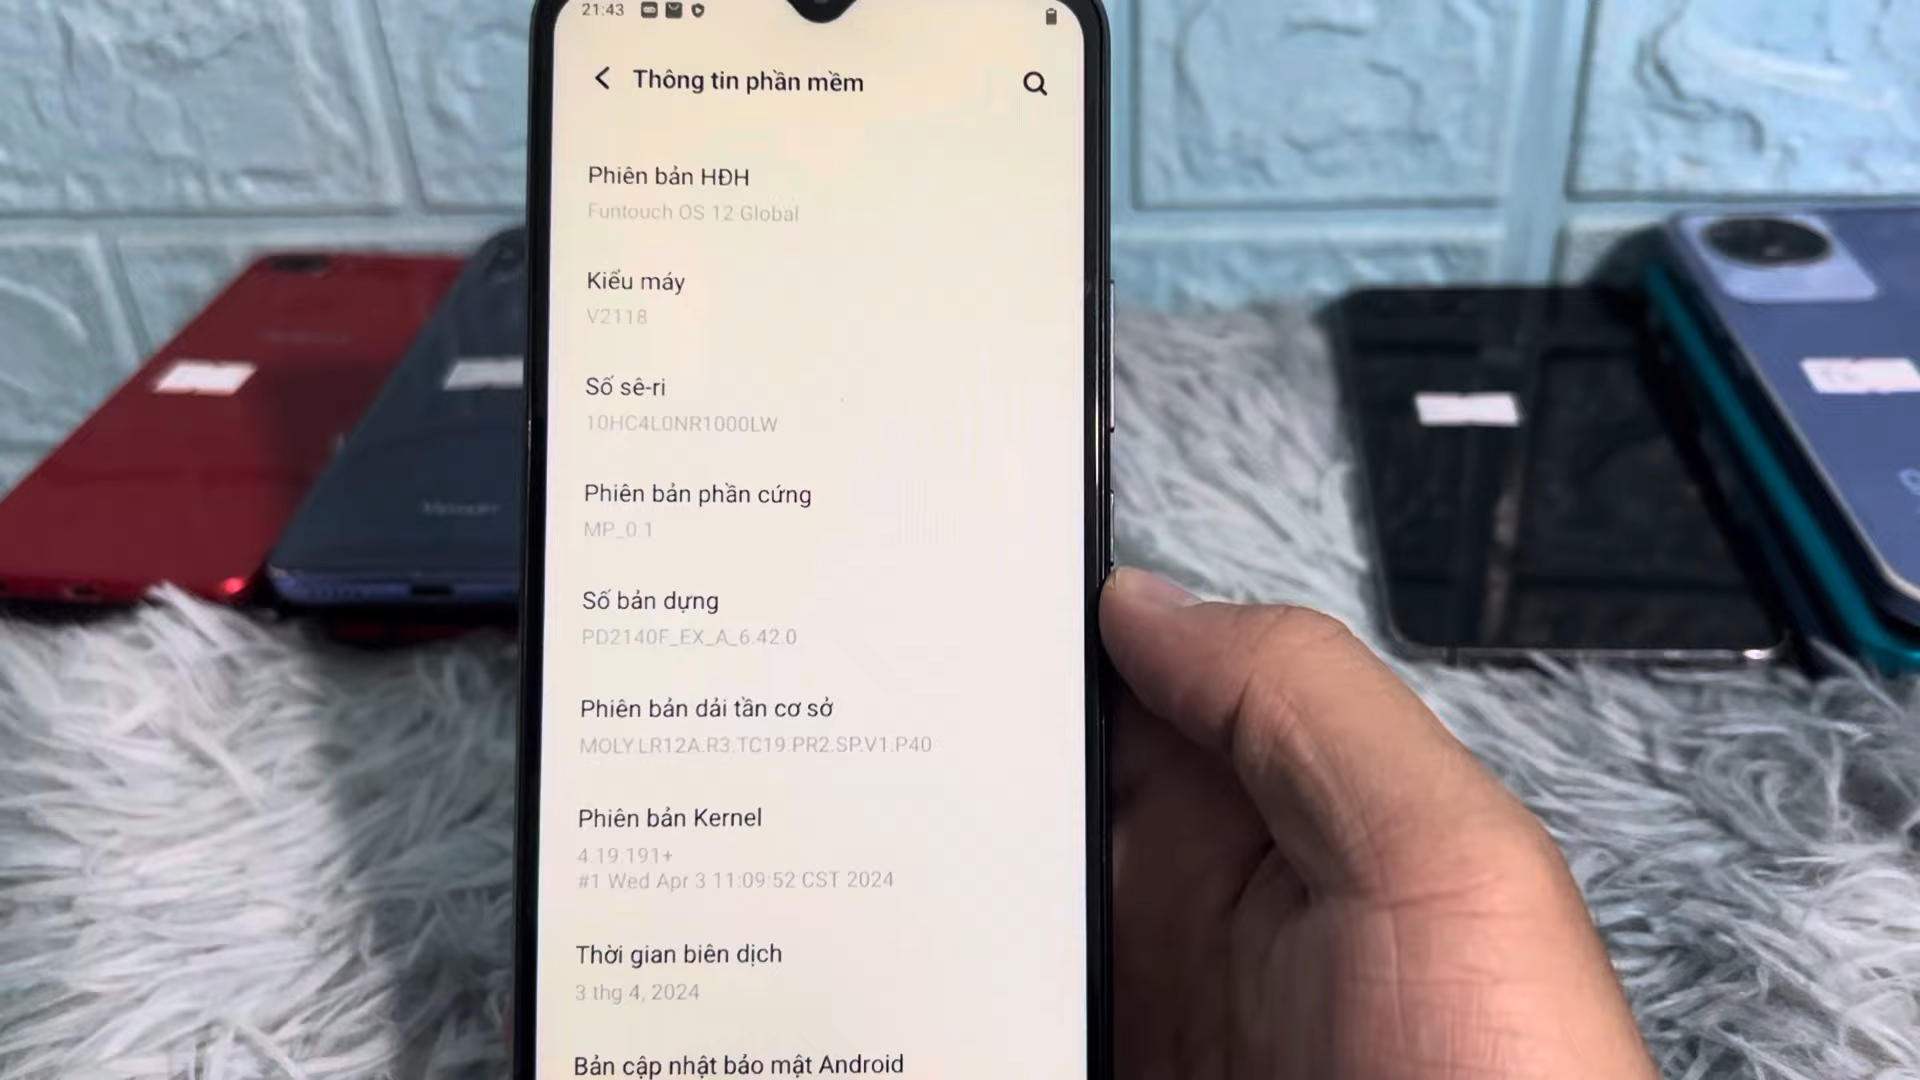 21:43
Thông tin phần mềm
Phiên bản HĐH
Funtouch OS 12 Global
Kiểu máy
V2118
Số sê-ri
10HC4L0NR1000LW
Phiên bản phần cứng
MP_0.1
Số bản dựng
PD2140F_EX_A_6.42.0
Phiên bản dải tần cơ sở
MOLY.LR12A.R3.TC19.PR2.SP.V1.P40
Phiên bản Kernel
4.19.191+
#1 Wed Apr 3 11:09:52 CST 2024
Thời gian biên dịch
3 thg 4, 2024
Bản cập nhật bảo mật Android